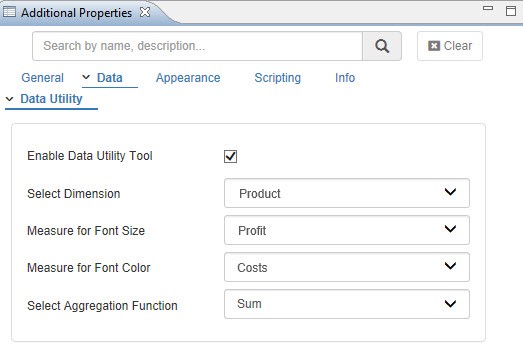 Additional Properties
Search by name, description...
Clear
General Data Appearance Scripting Info
Data Utility
Enable Data Utility Tool
Select Dimension Product
Measure for Font Size Profit
Measure for Font Color Costs
Select Aggregation Function Sum